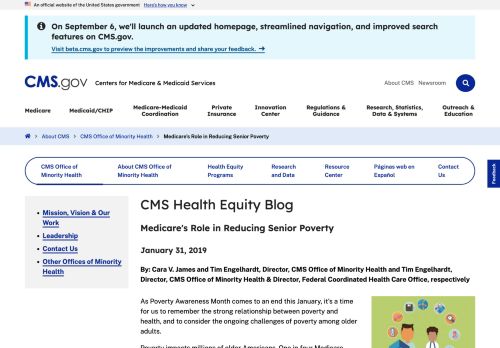 An official website of the United States government Here's how you know
On September 6, we'll launch an updated homepage, streamlined navigation, and improved search
features on CMS.gov.
Visit beta.cms.gov to preview the improvements and share your feedback.
CMS.gov Centers for Medicare & Medicaid Services
About CMS Newsroom
Medicare Medicaid/CHIP Medicare-Medicaid Coordination Private Insurance Innovation Center Regulations & Guidance Research, Statistics, Data & Systems Outreach & Education
About CMS CMS Office of Minority Health Medicare's Role in Reducing Senior Poverty
Feedback
CMS Office of Minority Health About CMS Office of Minority Health Health Equity Programs Research and Data Resource Center Páginas web en Español Contact Us
Mission, Vision & Our
Work
Leadership
Contact Us
Other Offices of Minority
Health
CMS Health Equity Blog
Medicare's Role in Reducing Senior Poverty
January 31, 2019
By: Cara V. James and Tim Engelhardt, Director, CMS Office of Minority Health and Tim Engelhardt,
Director, CMS Office of Minority Health & Director, Federal Coordinated Health Care Office, respectively
As Poverty Awareness Month comes to an end this January, it's a time
for us to remember the strong relationship between poverty and
health, and to consider the ongoing challenges of poverty among older
adults.
Poverty impacts millions of older Americans. One in four Medicare